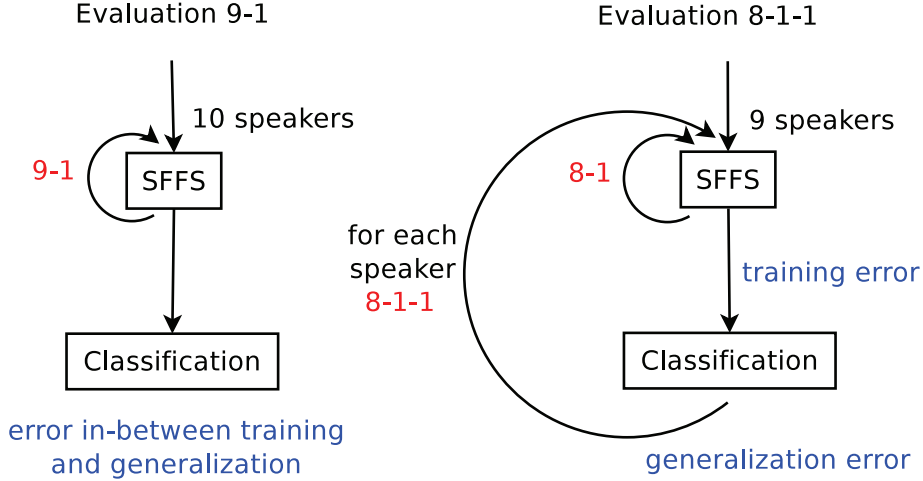 Evaluation 9-1
10 speakers
9-1
SFFS
Classification
error in-between training
and generalization
Evaluation 8-1-1
9 speakers
8-1
SFFS
for each
speaker
8-1-1
training error
Classification
generalization error